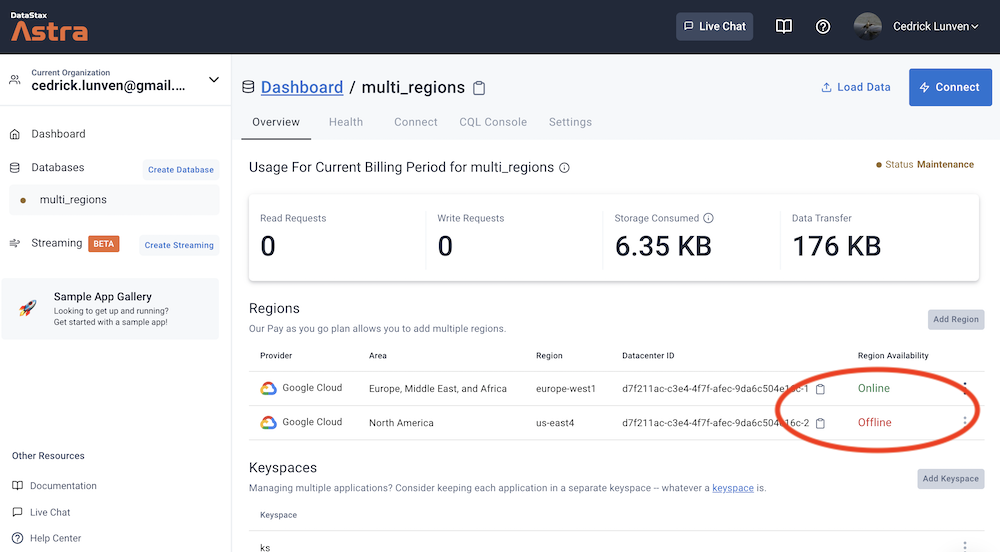 DataStax
Astra
Live Chat
Cedrick Lunven
Current Organization
cedrick.lunven@gmail....
Dashboard / multi_regions
Load Data
Connect
Overview
Health
Connect
CQL Console
Settings
Dashboard
Databases
Create Database
multi_regions
Streaming
BETA
Create Streaming
Sample App Gallery
Looking to get up and running?
Get started with a sample app!
Usage For Current Billing Period for multi_regions
Status Maintenance
Read Requests
0
Write Requests
0
Storage Consumed
6.35 KB
Data Transfer
176 KB
Regions
Our Pay as you go plan allows you to add multiple regions.
Add Region
Provider Area Region Datacenter ID Region Availability
Google Cloud Europe, Middle East, and Africa europe-west1 d7f211ac-c3e4-4f7f-afec-9da6c504e16c-1 Online
Google Cloud North America us-east4 d7f211ac-c3e4-4f7f-afec-9da6c504e16c-2 Offline
Keyspaces
Managing multiple applications? Consider keeping each application in a separate keyspace -- whatever a keyspace is.
Add Keyspace
Keyspace
ks
Other Resources
Documentation
Live Chat
Help Center